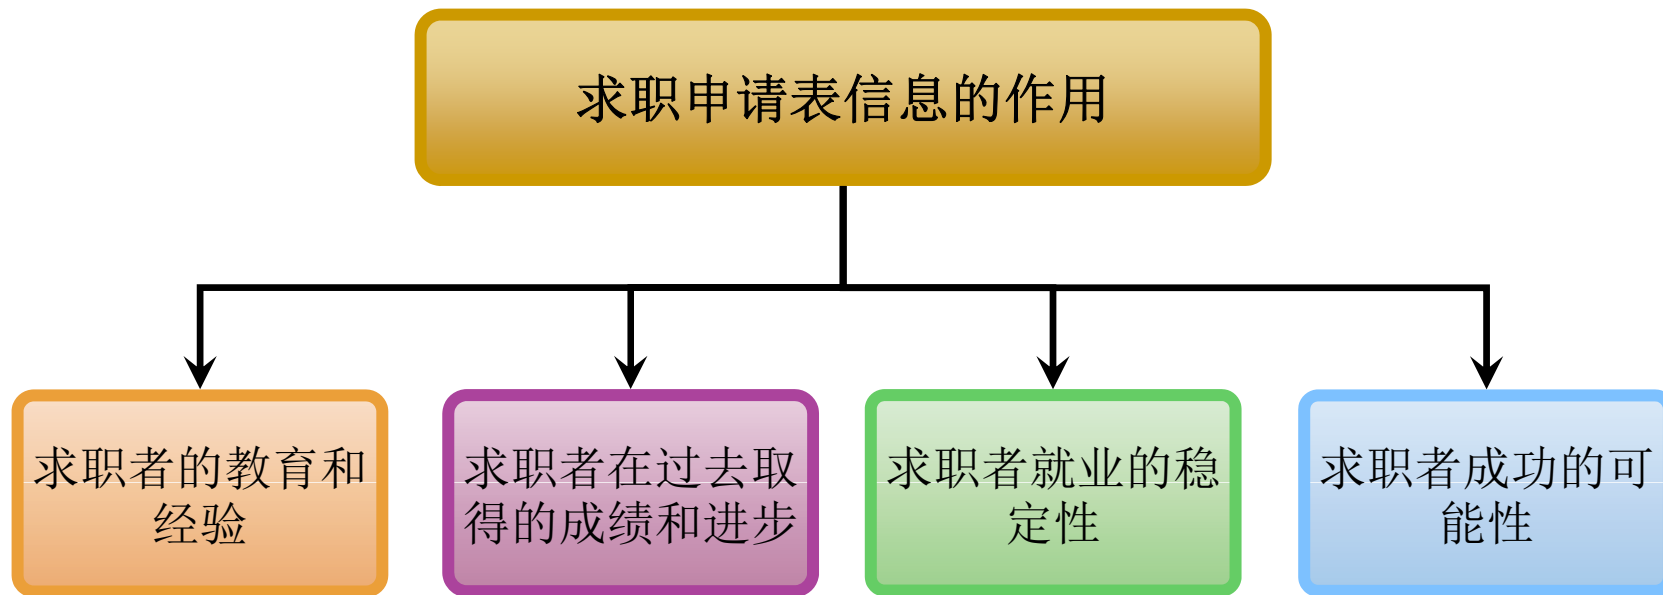 求职申请表信息的作用
求职者的教育和
经验
求职者在过去取
得的成绩和进步
求职者就业的稳
定性
求职者成功的可
能性